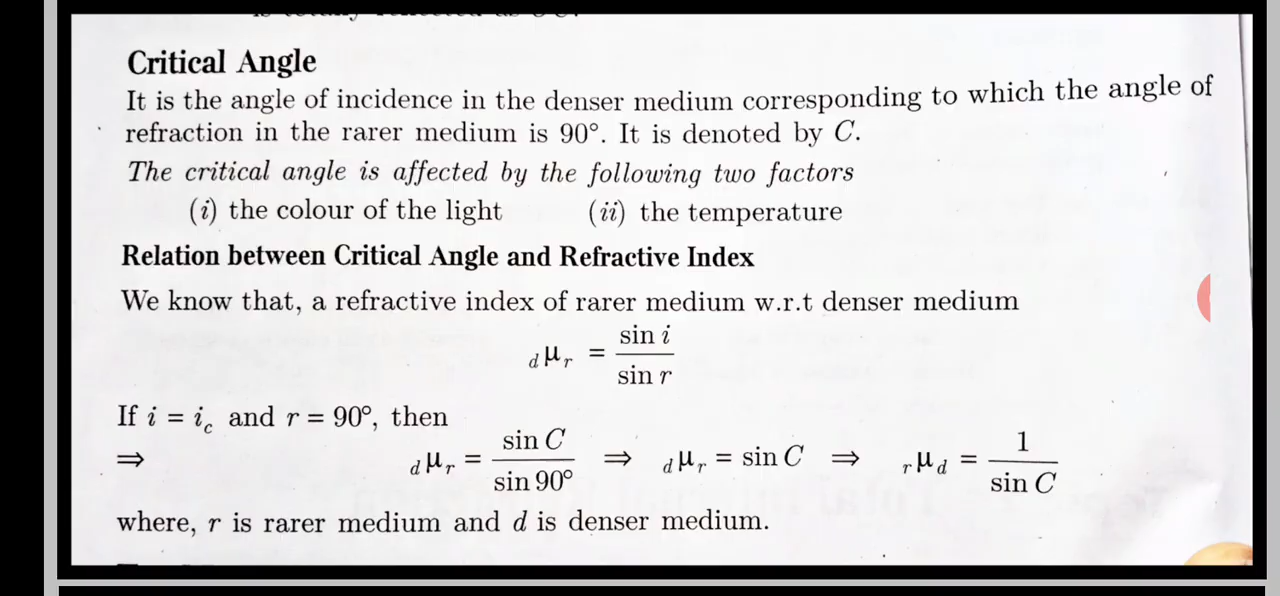 Critical Angle
It is the angle of incidence in the denser medium corresponding to which the angle of
refraction in the rarer medium is 90°. It is denoted by C.
The critical angle is affected by the following two factors
(i) the colour of the light (ii) the temperature
Relation between Critical Angle and Refractive Index
We know that, a refractive index of rarer medium w.r.t denser medium
dμr = sin i / sin r
If i = ic and r = 90°, then
⇒ dμr = sin C / sin 90° ⇒ dμr = sin C ⇒ rμd = 1 / sin C
where, r is rarer medium and d is denser medium.